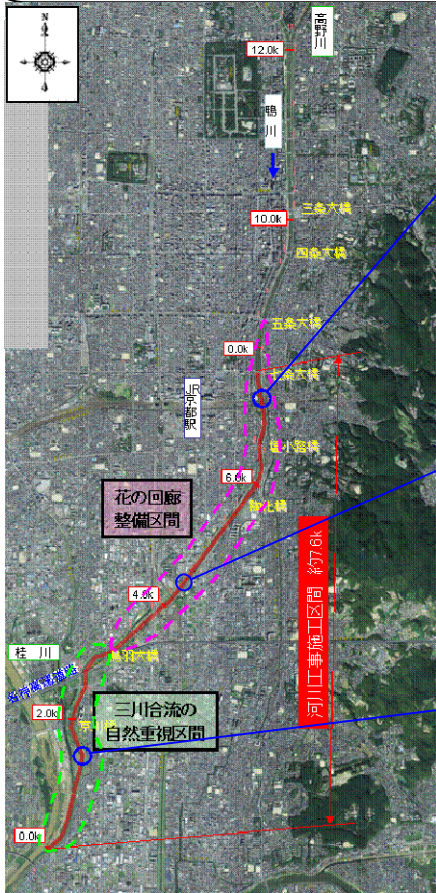 N
高野川
12.0k
鴨川
三条大橋
10.0k
四条大橋
五条大橋
0.0k
七条大橋
JR京都駅
塩小路橋
6.0k
花の回廊
整備区間
4.0k
河川工事施工区間 約7.6k
桂川
鳥羽大橋
名神高速道路
2.0k
三川合流の
自然重視区間
0.0k